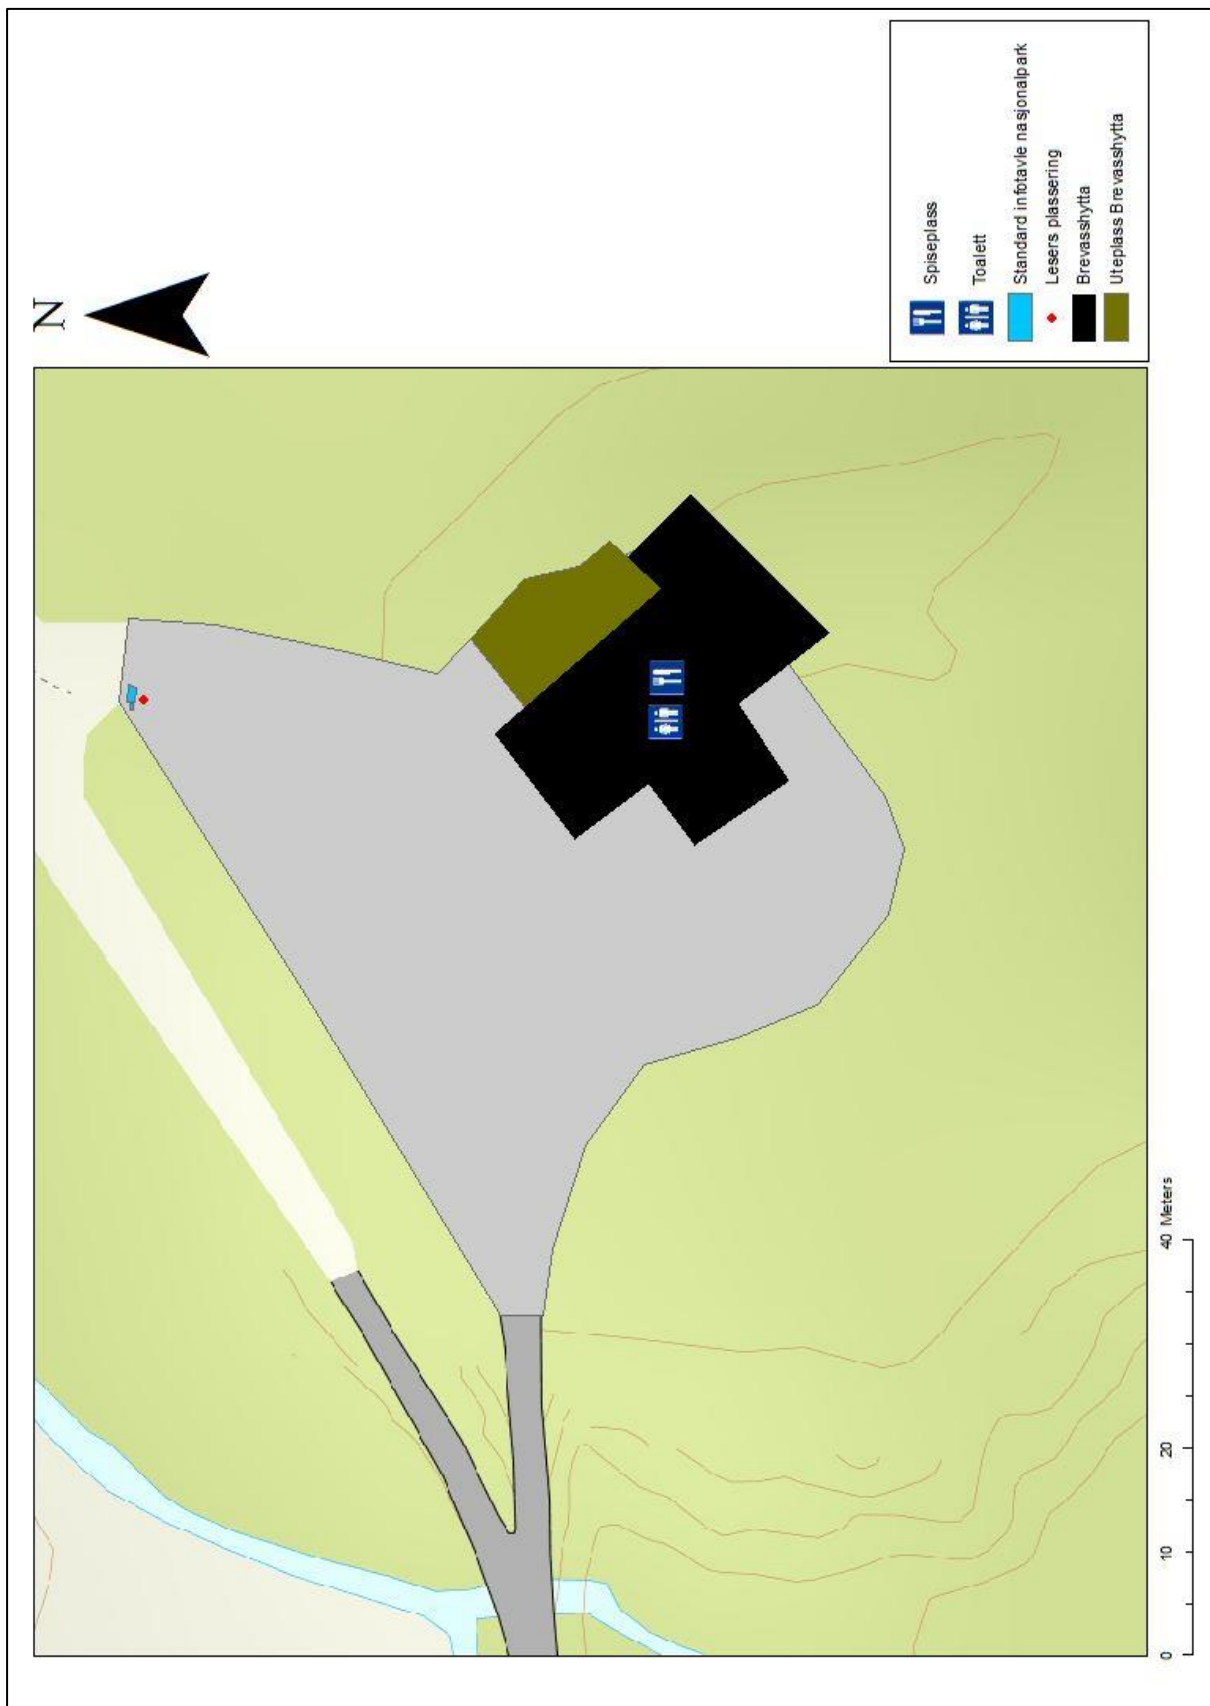 N
Spiseplass
Toalett
Standard infotavle nasjonalpark
Lesers plassering
Brevasshytta
Uteplass Brevasshytta
0 10 20 40 Meters